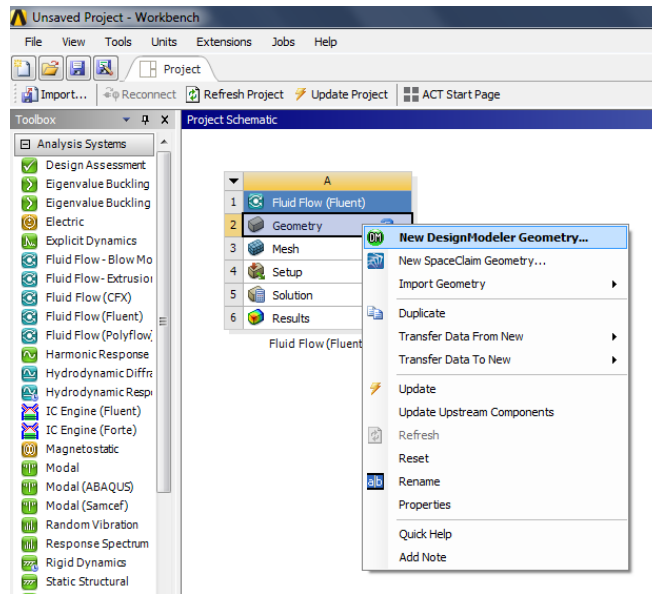 Unsaved Project - Workbench
File View Tools Units Extensions Jobs Help
Project
Import... Reconnect Refresh Project Update Project ACT Start Page
Toolbox
Project Schematic
Analysis Systems
Design Assessment
Eigenvalue Buckling
Eigenvalue Buckling
Electric
Explicit Dynamics
Fluid Flow - Blow Mo
Fluid Flow- Extrusion
Fluid Flow (CFX)
Fluid Flow (Fluent)
Fluid Flow (Polyflow)
Harmonic Response
Hydrodynamic Diffra
Hydrodynamic Respo
IC Engine (Fluent)
IC Engine (Forte)
Magnetostatic
Modal
Modal (ABAQUS)
Modal (Samcef)
Random Vibration
Response Spectrum
Rigid Dynamics
Static Structural
A
1 Fluid Flow (Fluent)
2 Geometry
3 Mesh
4 Setup
5 Solution
6 Results
Fluid Flow (Fluent
DM New DesignModeler Geometry...
New SpaceClaim Geometry...
Import Geometry
Duplicate
Transfer Data From New
Transfer Data To New
Update
Update Upstream Components
Refresh
Reset
a|b Rename
Properties
Quick Help
Add Note